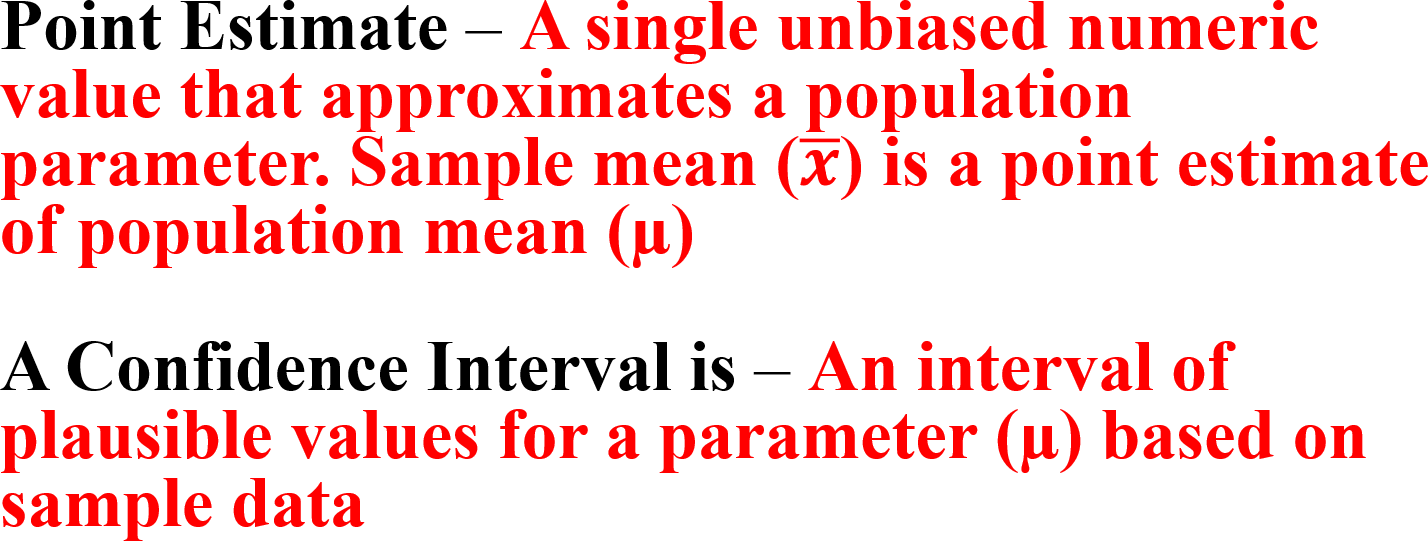 Point Estimate – A single unbiased numeric
value that approximates a population
parameter. Sample mean (x̅) is a point estimate
of population mean (μ)
A Confidence Interval is – An interval of
plausible values for a parameter (μ) based on
sample data